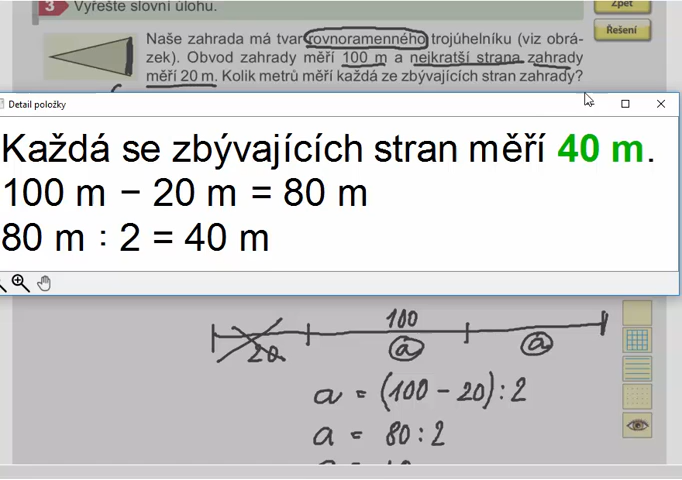 3 Vyřešte slovní úlohu.
Zpět
Řešení
Naše zahrada má tvar rovnoramenného trojúhelníku (viz obrá-
zek). Obvod zahrady měří 100 m a nejkratší strana zahrady
měří 20 m. Kolik metrů měří každá ze zbývajících stran zahrady?
Detail položky
Každá se zbývajících stran měří 40 m.
100 m − 20 m = 80 m
80 m : 2 = 40 m
100
20 a a
a = (100 - 20) : 2
a = 80 : 2